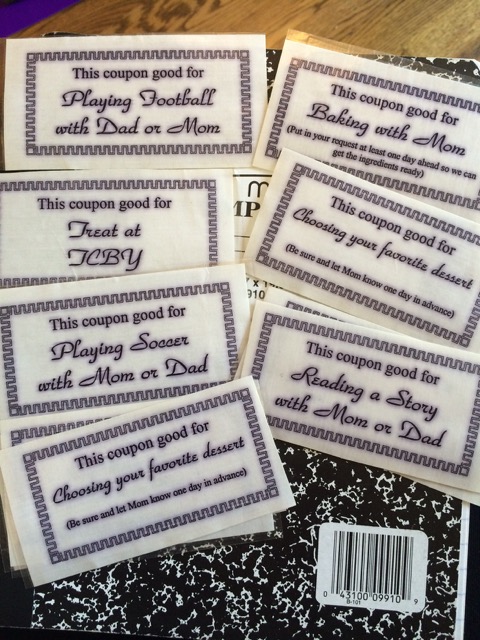 This coupon good for
Playing Football
with Dad or Mom
This coupon good for
Baking with Mom
(Put in your request at least one day ahead so we can
get the ingredients ready)
This coupon good for
Treat at
TCBY
This coupon good for
Choosing your favorite dessert
(Be sure and let Mom know one day in advance)
This coupon good for
Playing Soccer
with Mom or Dad
This coupon good for
Reading a Story
with Mom or Dad
This coupon good for
Choosing your favorite dessert
(Be sure and let Mom know one day in advance)
0 43100 09910 9
B-101